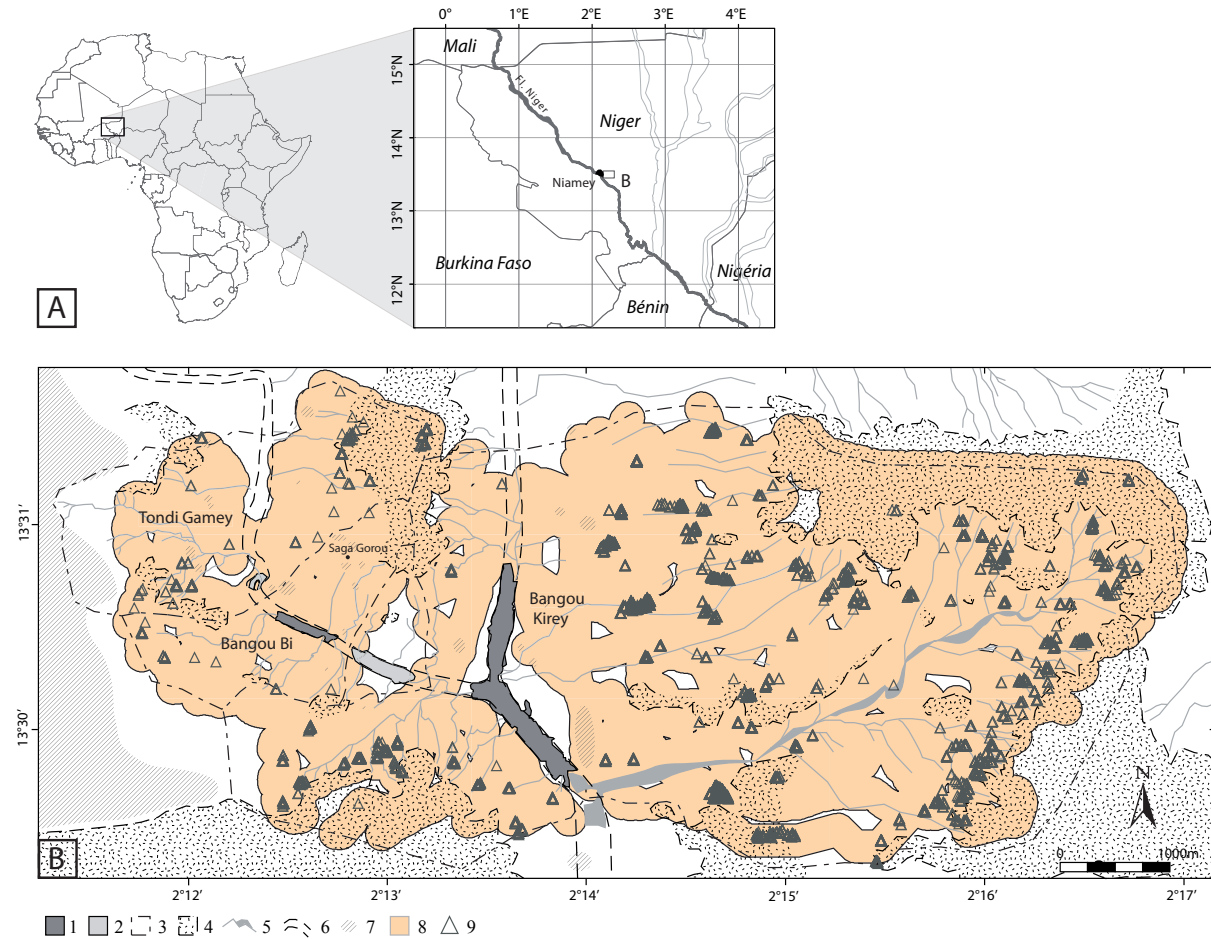 0° 1°E 2°E 3°E 4°E
Mali
15°N
Fl. Niger
Niger
14°N
Niamey
B
13°N
Burkina Faso
Nigéria
12°N
Bénin
A
13°31'
Tondi Gamey
Saga Gorou
Bangou
Kirey
Bangou Bi
13°30'
N
0 1000m
B
2°12' 2°13' 2°14' 2°15' 2°16' 2°17'
1 2 3 4 5 6 7 8 9